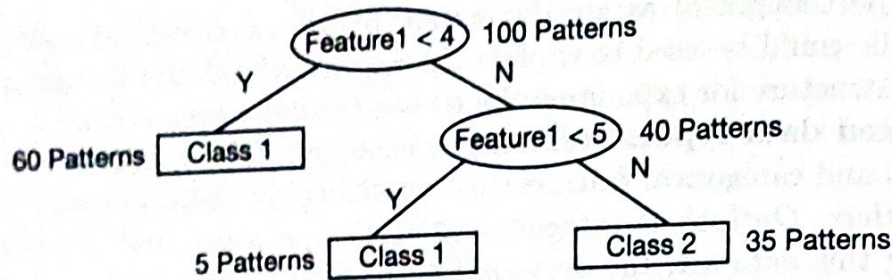 Feature1 < 4 100 Patterns
Y N
Feature1 < 5 40 Patterns
60 Patterns Class 1
Y N
5 Patterns Class 1 Class 2 35 Patterns